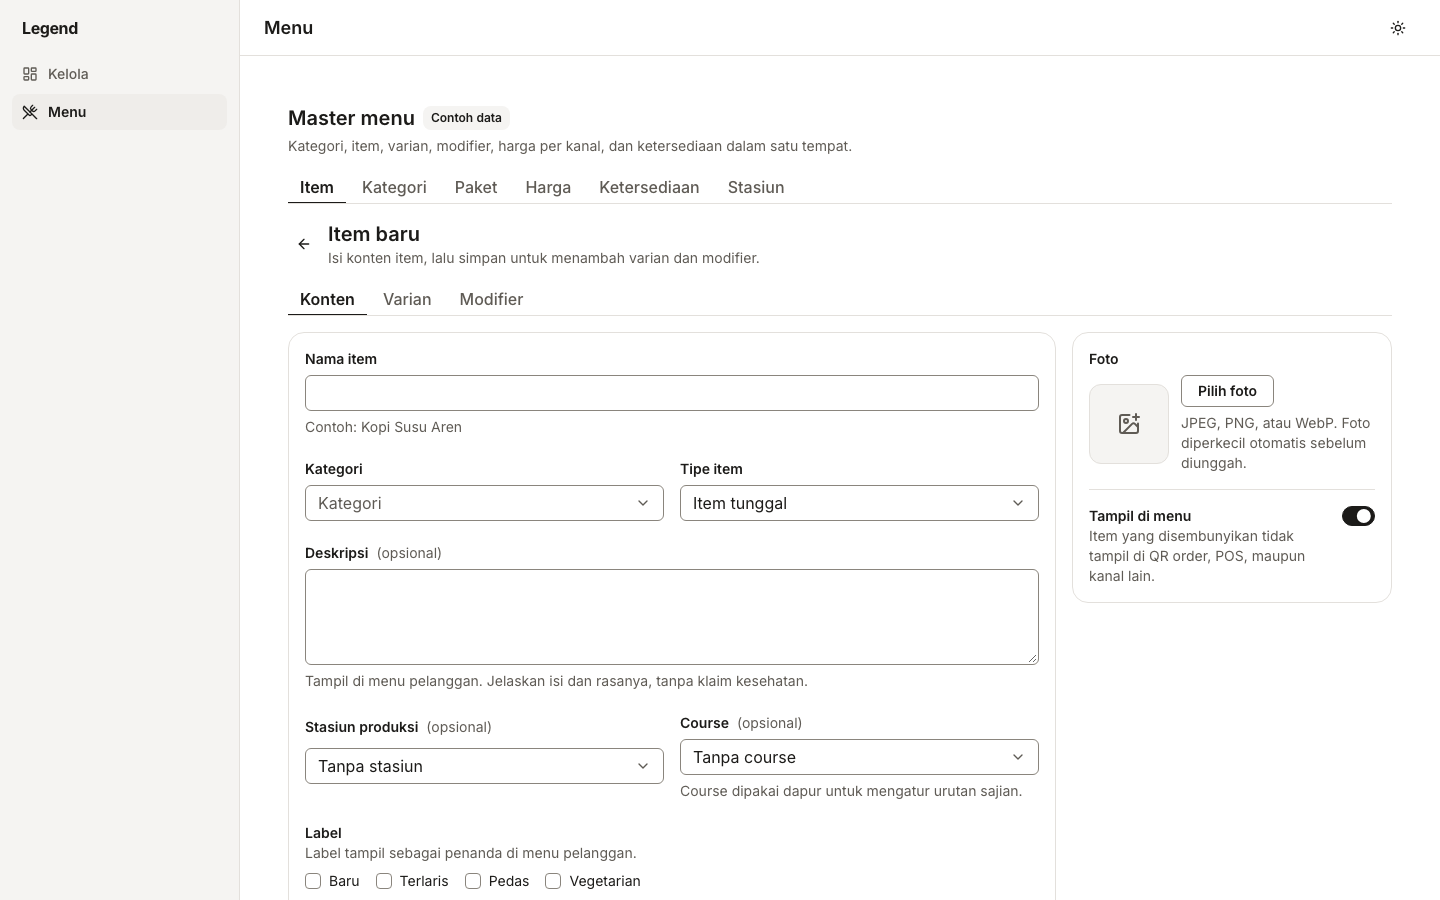 Legend
Kelola
Menu
Menu
Master menu
Contoh data
Kategori, item, varian, modifier, harga per kanal, dan ketersediaan dalam satu tempat.
Item
Kategori
Paket
Harga
Ketersediaan
Stasiun
Item baru
Isi konten item, lalu simpan untuk menambah varian dan modifier.
Konten
Varian
Modifier
Nama item
Contoh: Kopi Susu Aren
Kategori
Kategori
Tipe item
Item tunggal
Deskripsi (opsional)
Tampil di menu pelanggan. Jelaskan isi dan rasanya, tanpa klaim kesehatan.
Stasiun produksi (opsional)
Tanpa stasiun
Course (opsional)
Tanpa course
Course dipakai dapur untuk mengatur urutan sajian.
Label
Label tampil sebagai penanda di menu pelanggan.
Baru
Terlaris
Pedas
Vegetarian
Foto
Pilih foto
JPEG, PNG, atau WebP. Foto
diperkecil otomatis sebelum
diunggah.
Tampil di menu
Item yang disembunyikan tidak
tampil di QR order, POS, maupun
kanal lain.